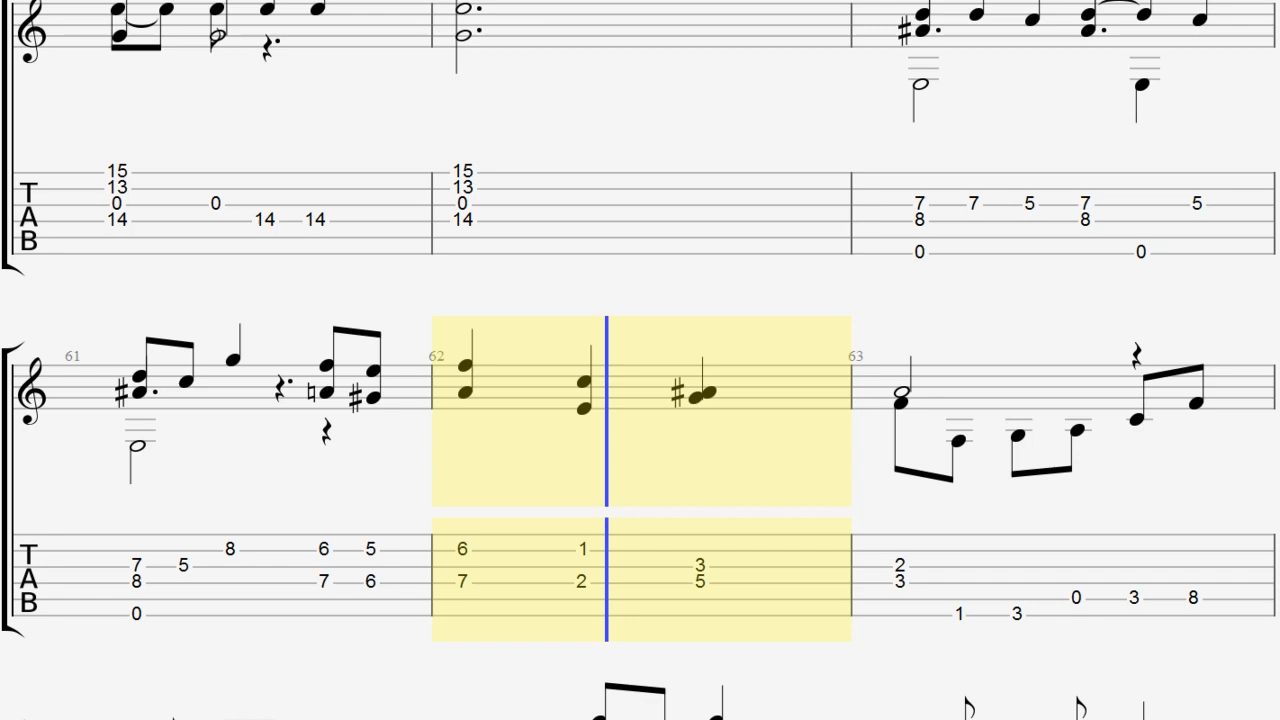 15 15
13 13
T 0 0 0 7 7 5 7 5
A 14 14 14 14 8 8
B
0 0
61 62 63
T 8 6 5 6 1
7 5 3 2
A 8 7 6 7 2 5 3
B 0 3 8
0 1 3